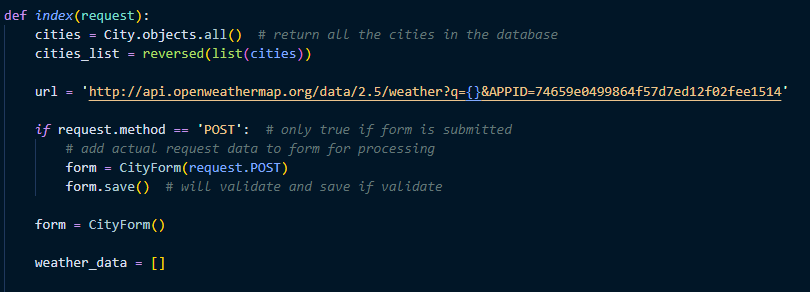 def index(request):
    cities = City.objects.all()  # return all the cities in the database
    cities_list = reversed(list(cities))
    url = 'http://api.openweathermap.org/data/2.5/weather?q={}&APPID=74659e0499864f57d7ed12f02fee1514'
    if request.method == 'POST':  # only true if form is submitted
        # add actual request data to form for processing
        form = CityForm(request.POST)
        form.save()  # will validate and save if validate
    form = CityForm()
    weather_data = []